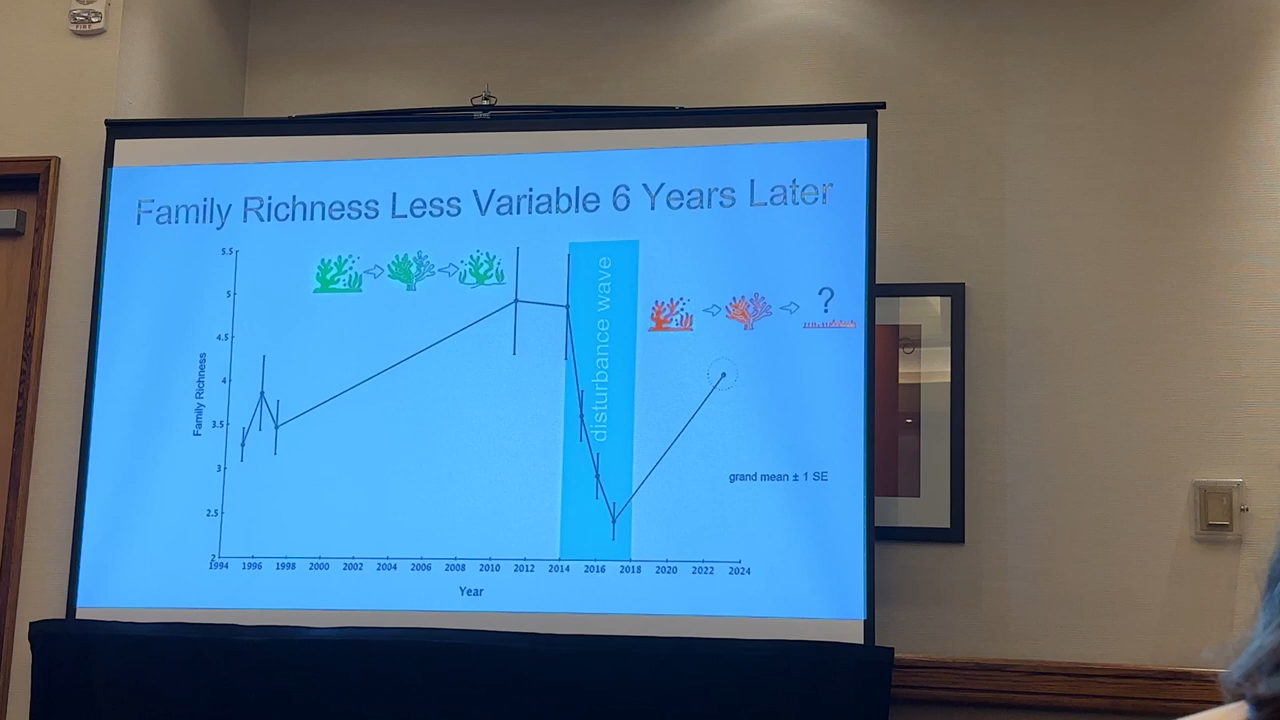 FIRE
Family Richness Less Variable 6 Years Later
5.5
5
4.5
4
3.5
3
2.5
2
Family Richness
disturbance wave
?
grand mean ± 1 SE
1994 1996 1998 2000 2002 2004 2006 2008 2010 2012 2014 2016 2018 2020 2022 2024
Year